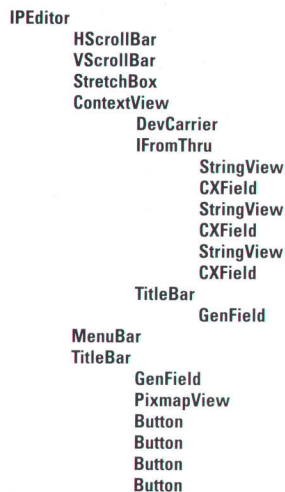 IPEditor
HScrollBar
VScrollBar
StretchBox
ContextView
DevCarrier
IFromThru
StringView
CXField
StringView
CXField
StringView
CXField
TitleBar
GenField
MenuBar
TitleBar
GenField
PixmapView
Button
Button
Button
Button